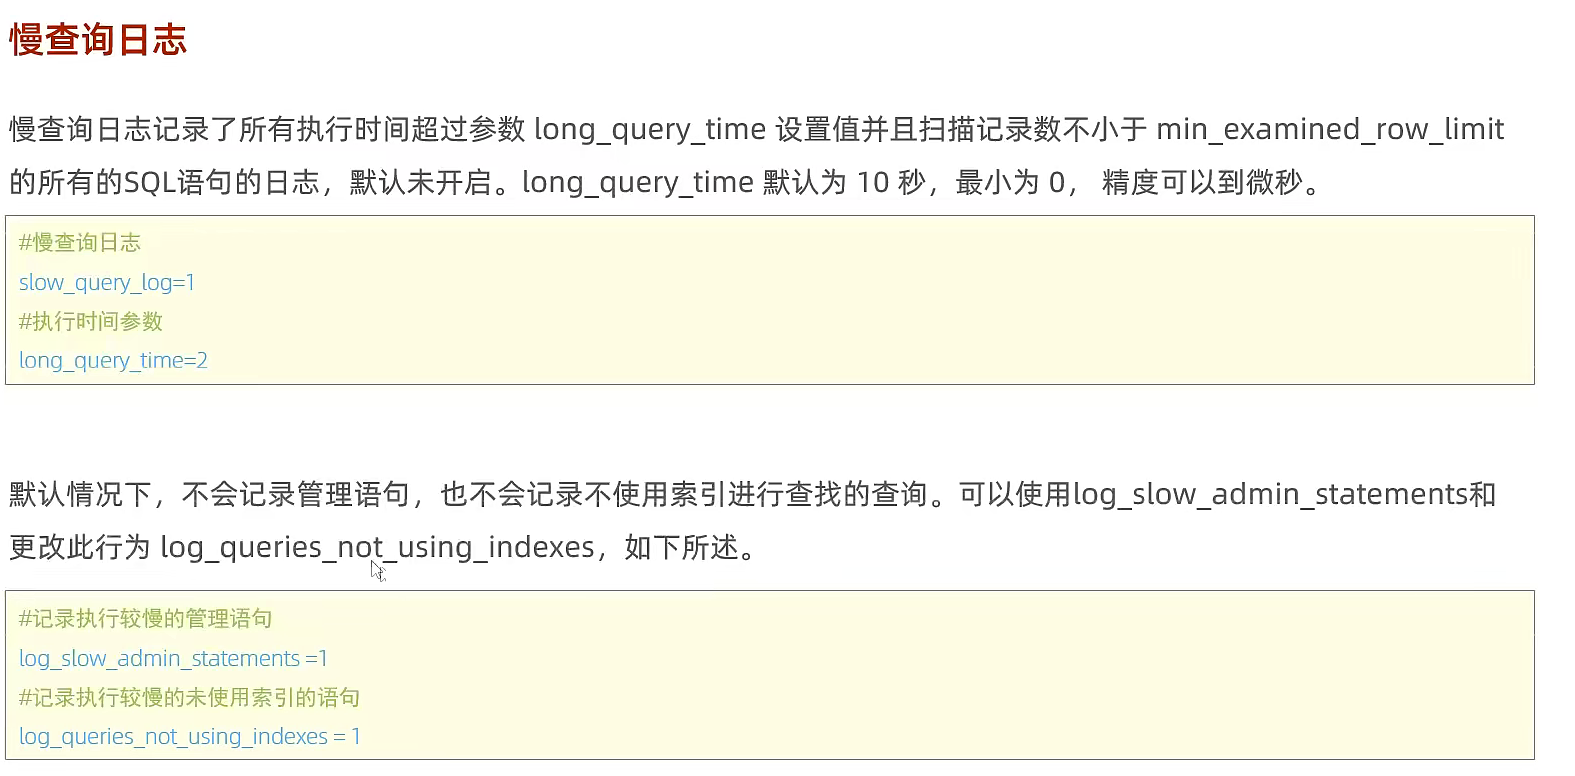 慢查询日志
慢查询日志记录了所有执行时间超过参数 long_query_time 设置值并且扫描记录数不小于 min_examined_row_limit
的所有的SQL语句的日志，默认未开启。long_query_time 默认为 10 秒，最小为 0， 精度可以到微秒。
#慢查询日志
slow_query_log=1
#执行时间参数
long_query_time=2
默认情况下，不会记录管理语句，也不会记录不使用索引进行查找的查询。可以使用log_slow_admin_statements和
更改此行为 log_queries_not_using_indexes，如下所述。
#记录执行较慢的管理语句
log_slow_admin_statements =1
#记录执行较慢的未使用索引的语句
log_queries_not_using_indexes = 1